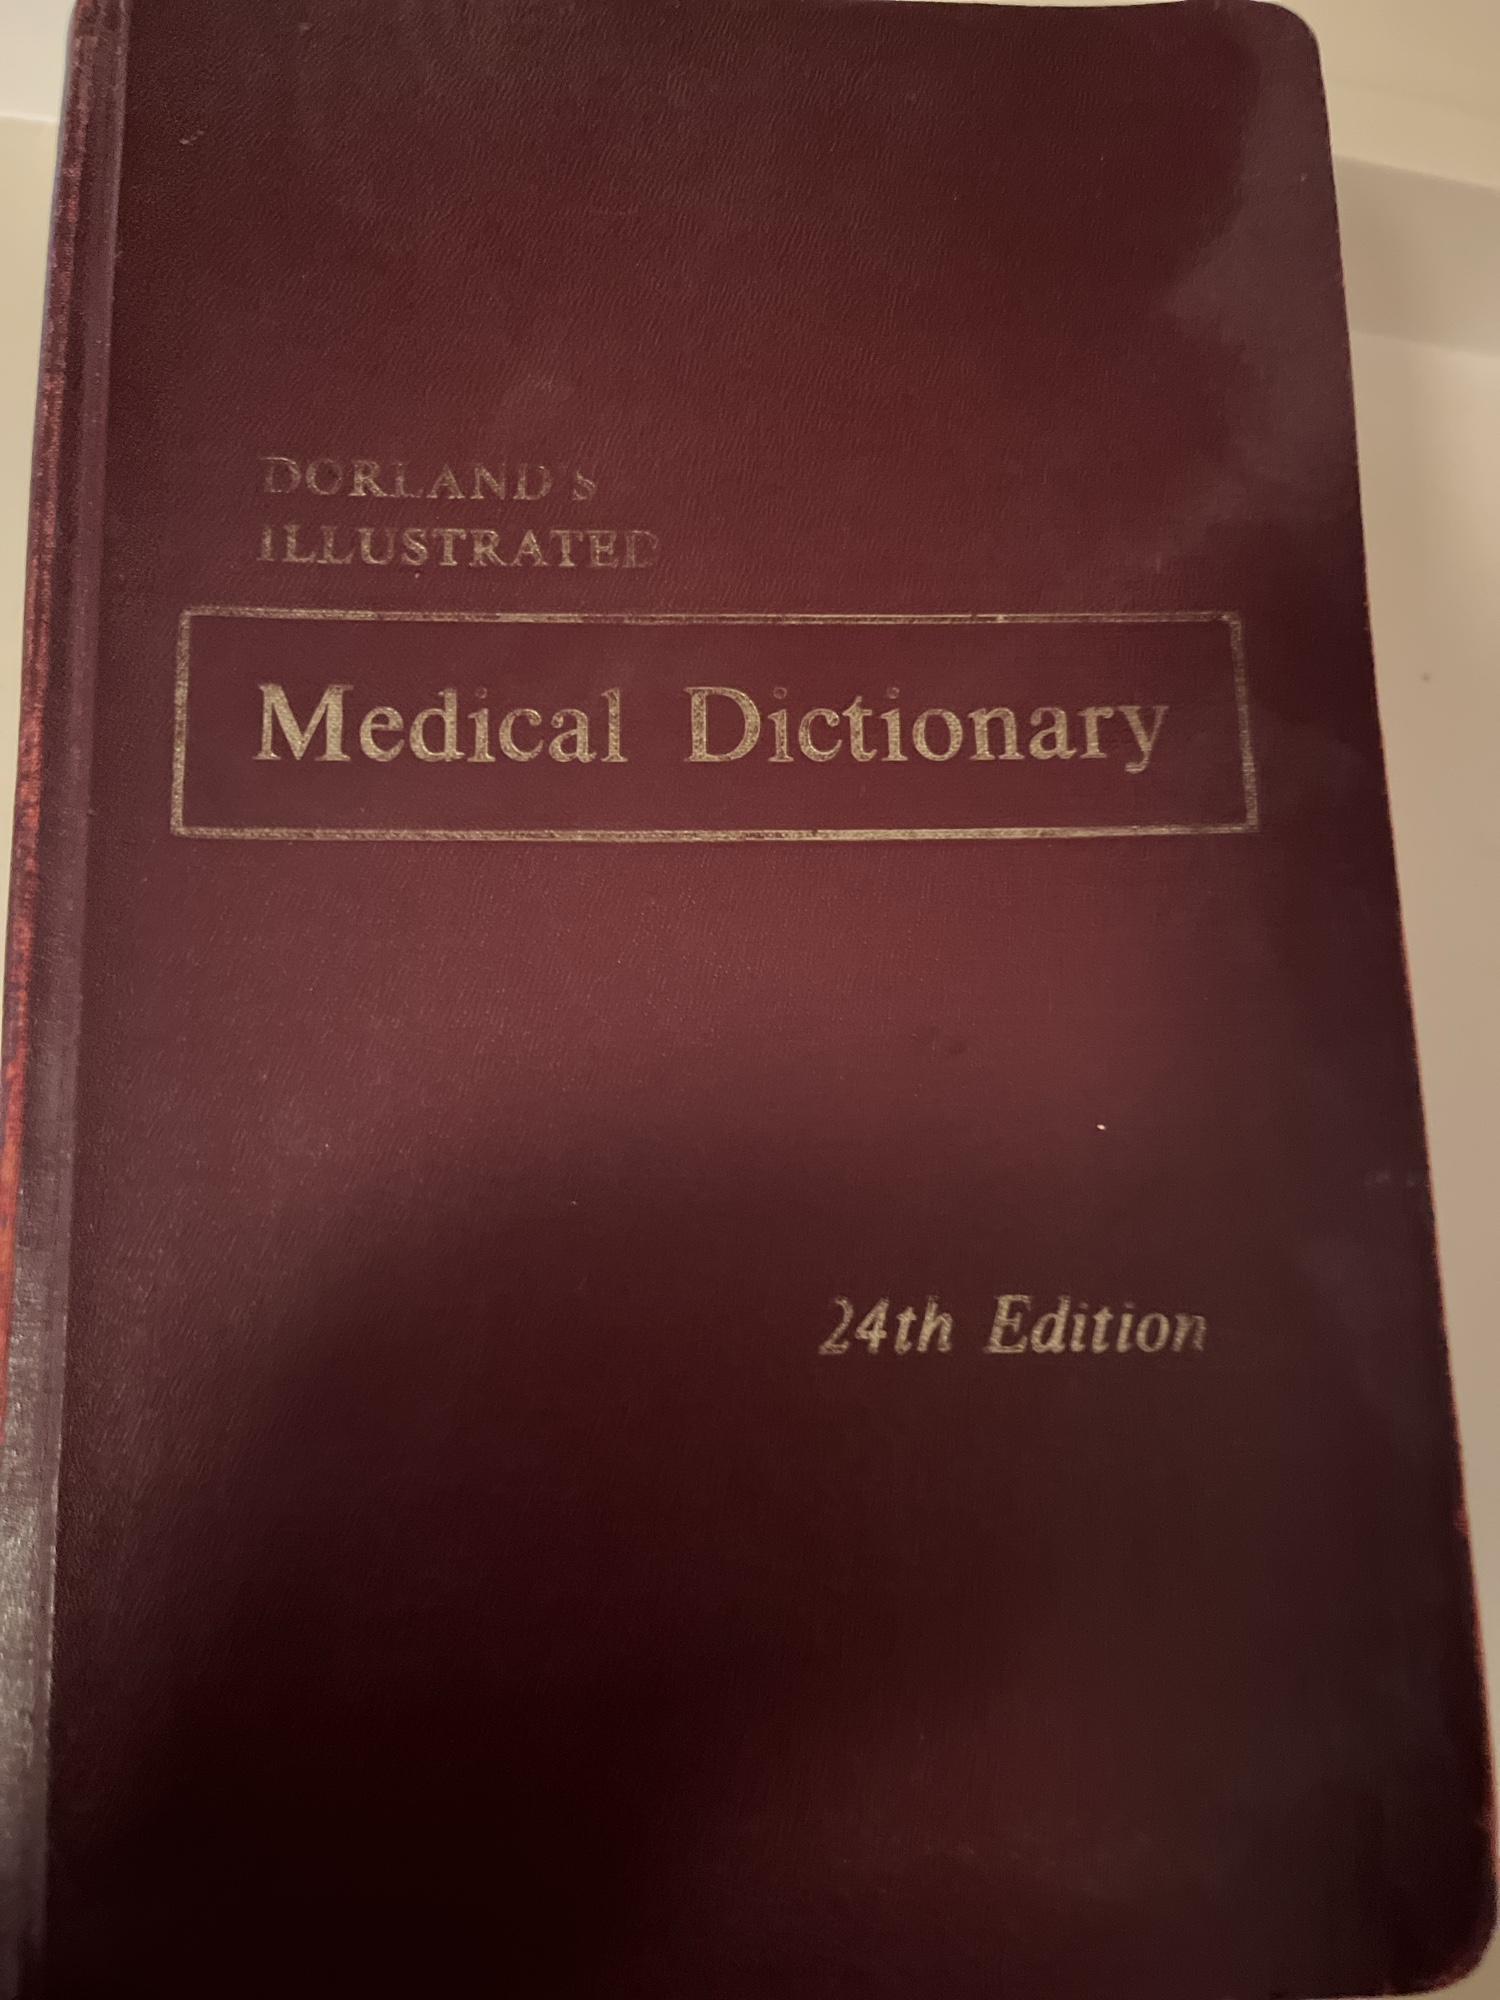 DORLAND'S
ILLUSTRATED
Medical Dictionary
24th Edition